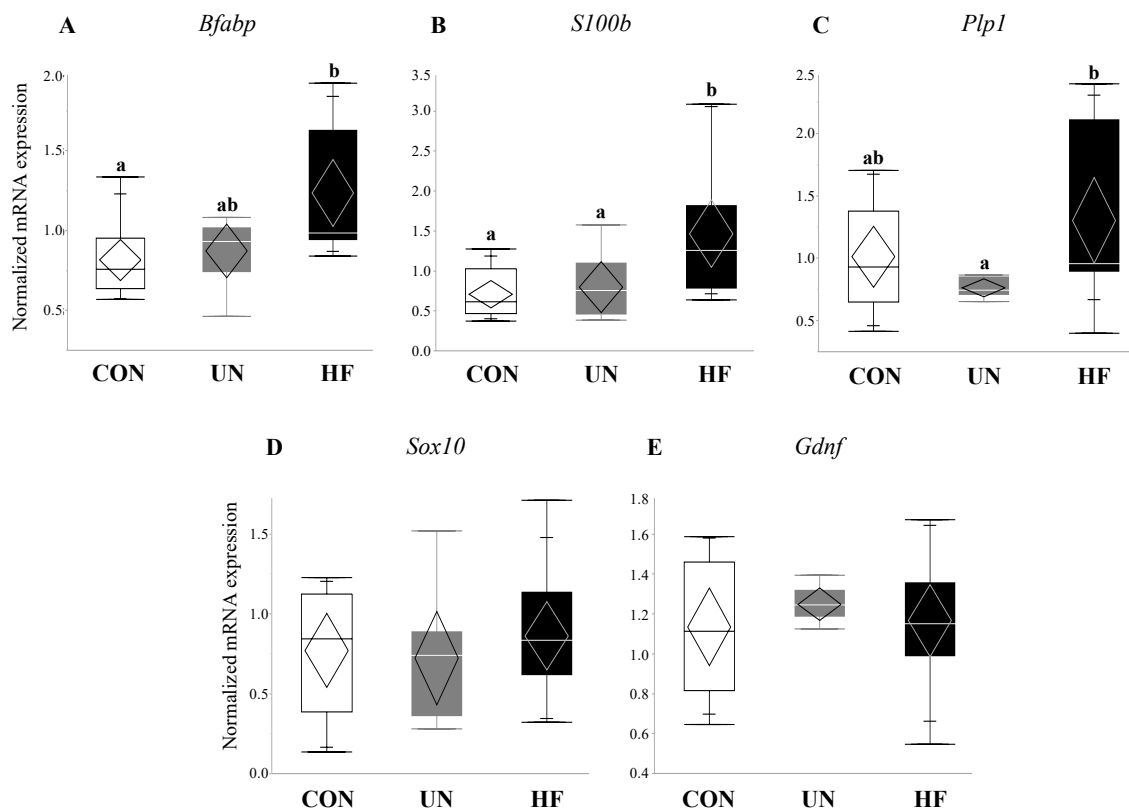 A Bfabp
Normalized mRNA expression
2.0
1.5
1.0
0.5
a
ab
b
CON UN HF
B S100b
3.5
3.0
2.5
2.0
1.5
1.0
0.5
0.0
a
a
b
CON UN HF
C Plp1
2.5
2.0
1.5
1.0
0.5
ab
a
b
CON UN HF
D Sox10
Normalized mRNA expression
1.5
1.0
0.5
0.0
CON UN HF
E Gdnf
1.8
1.6
1.4
1.2
1.0
0.8
0.6
0.4
CON UN HF